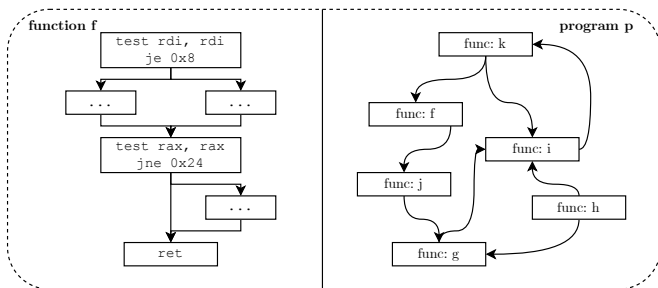 function f
test rdi, rdi
je 0x8
...
...
test rax, rax
jne 0x24
...
ret
program p
func: k
func: f
func: i
func: j
func: h
func: g